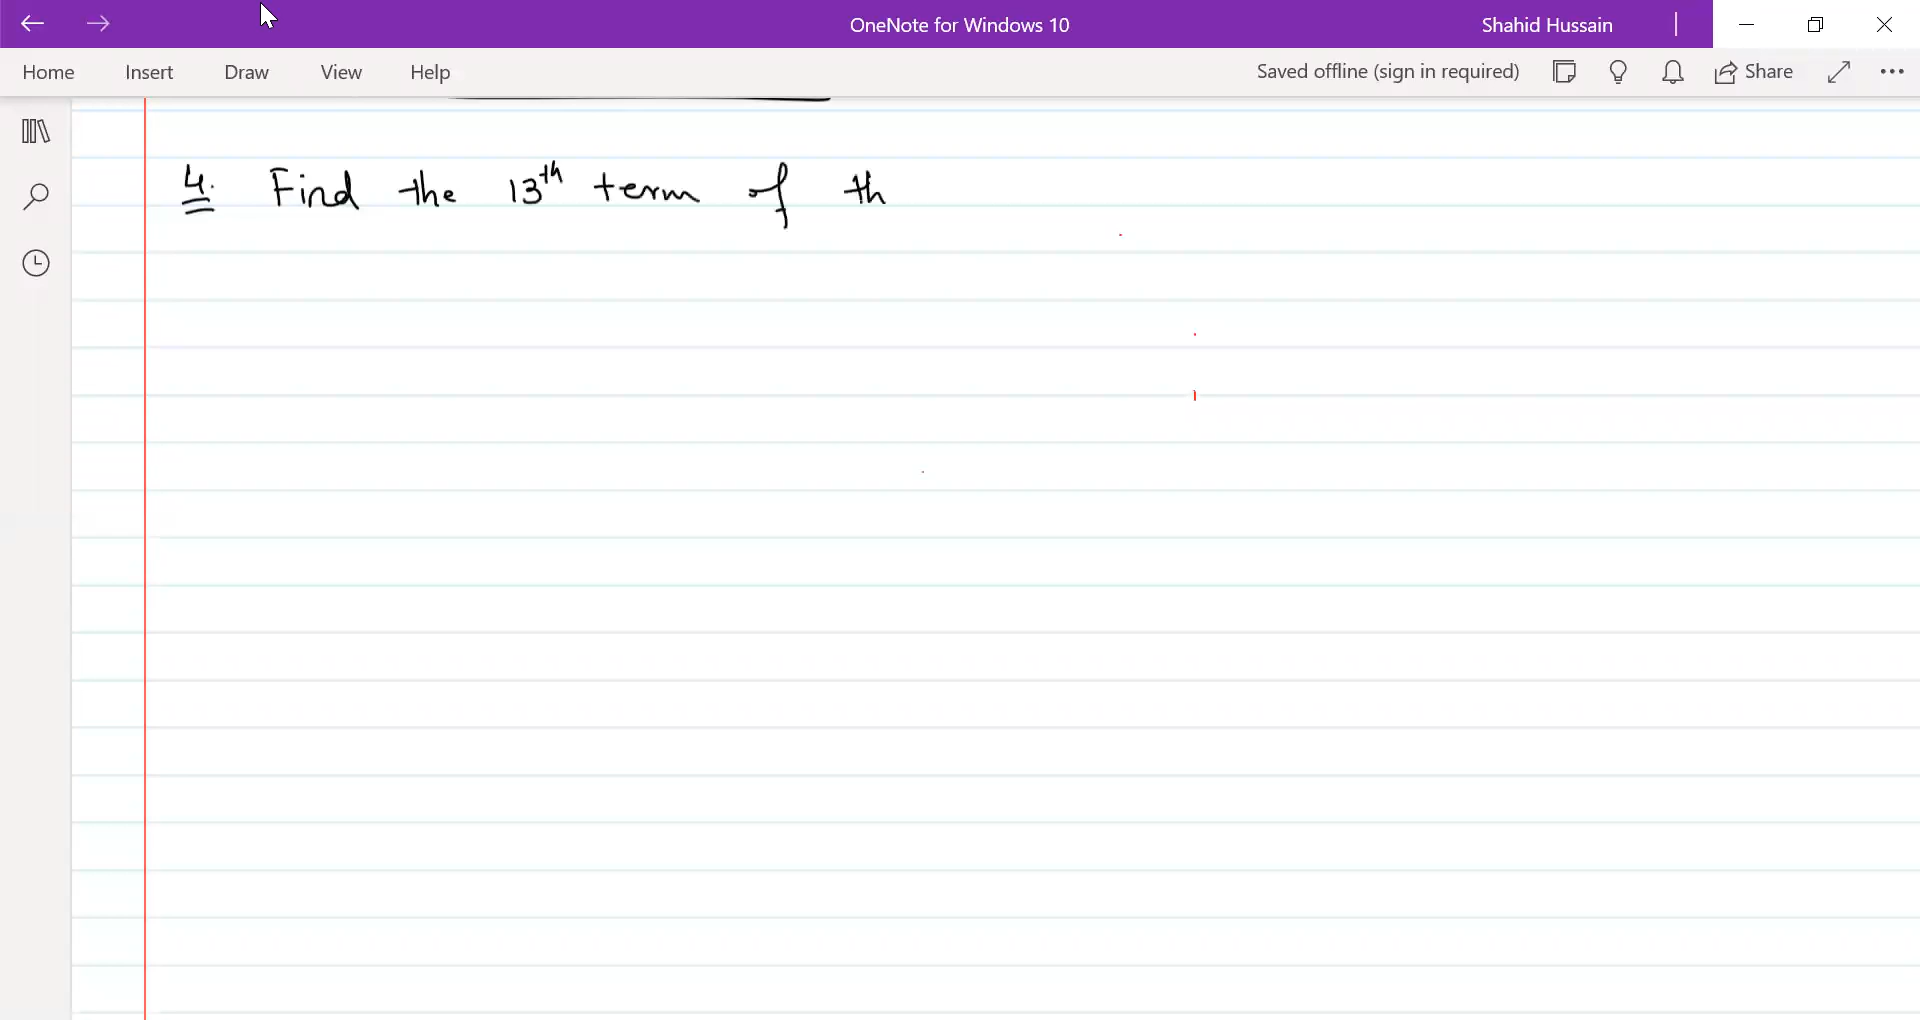 OneNote for Windows 10
Shahid Hussain
Home Insert Draw View Help
Saved offline (sign in required)
Share
4. Find the 13th term of th